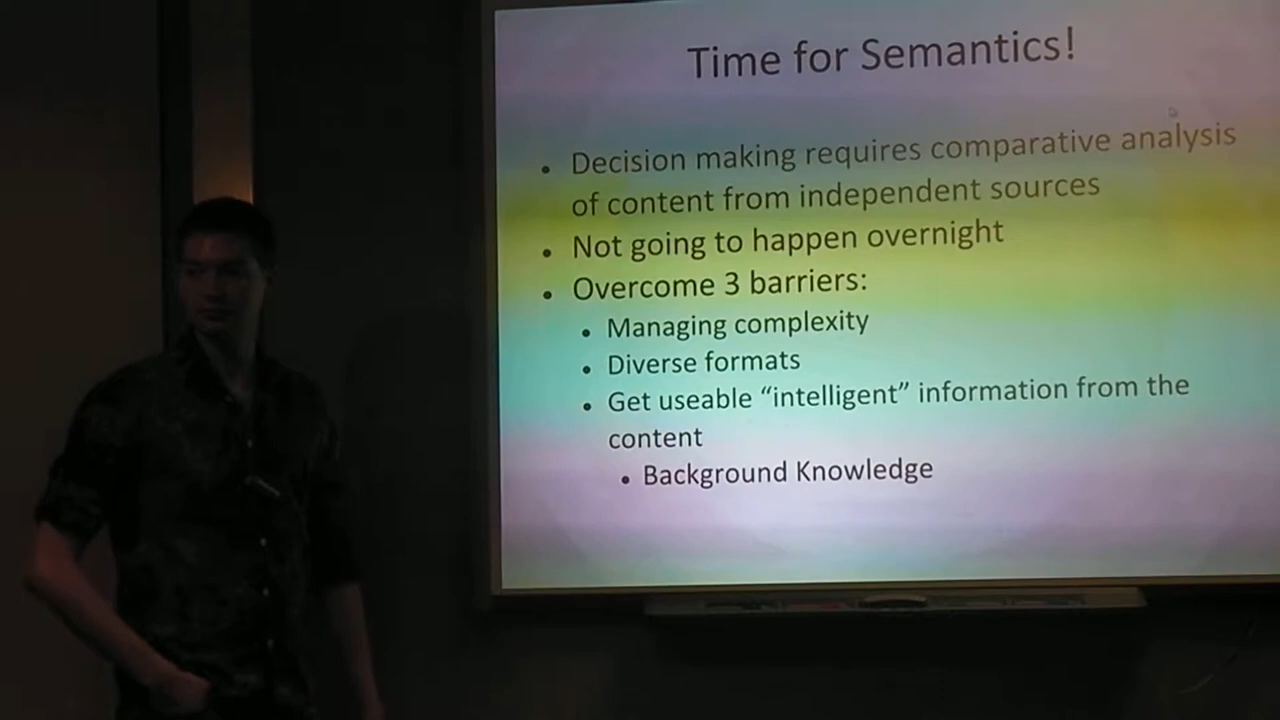 Time for Semantics!
• Decision making requires comparative analysis
of content from independent sources
• Not going to happen overnight
• Overcome 3 barriers:
• Managing complexity
• Diverse formats
• Get useable “intelligent” information from the
content
• Background Knowledge